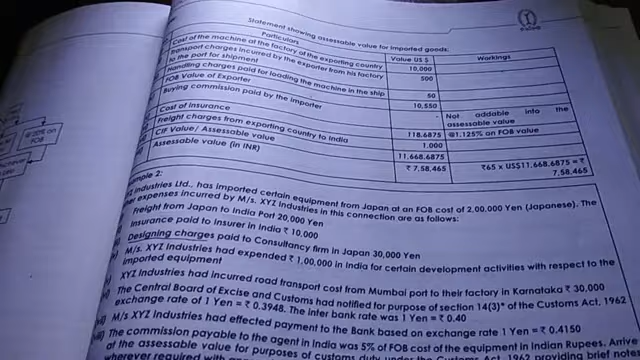 Statement showing assessable value for imported goods:
Particulars
Value US $
Workings
Cost of the machine at the factory of the exporting country
10,000
Transport charges incurred by the exporter from his factory to the port for shipment
500
Handling charges paid for loading the machine in the ship
50
FOB Value of Exporter
10,550
Buying commission paid by the importer
-
Not addable into the assessable value
Cost of insurance
118.6875
@1.125% on FOB value
Freight charges from exporting country to India
1,000
CIF Value/ Assessable value
11,668.6875
Assessable value (in INR)
₹ 7,58,465
₹65 x US$11,668.6875 = ₹ 7,58,465
Industries Ltd., has imported certain equipment from Japan at an FOB cost of 2,00,000 Yen (Japanese). The
expenses incurred by M/s. XYZ Industries in this connection are as follows:
Freight from Japan to India Port 20,000 Yen
Insurance paid to Insurer in India ₹ 10,000
Designing charges paid to Consultancy firm in Japan 30,000 Yen
M/s. XYZ Industries had expended ₹ 1,00,000 in India for certain development activities with respect to the
imported equipment
XYZ Industries had incurred road transport cost from Mumbai port to their factory in Karnataka ₹ 30,000
The Central Board of Excise and Customs had notified for purpose of section 14(3)* of the Customs Act, 1962
exchange rate of 1 Yen = ₹ 0.3948. The inter bank rate was 1 Yen = ₹ 0.40
M/s XYZ Industries had effected payment to the Bank based on exchange rate 1 Yen = ₹ 0.4150
The commission payable to the agent in India was 5% of FOB cost of the equipment in Indian Rupees. Arrive
at the assessable value for purposes of customs duty under the Customs Act, 1962 providing brief
wherever required with
@20% on
FOB